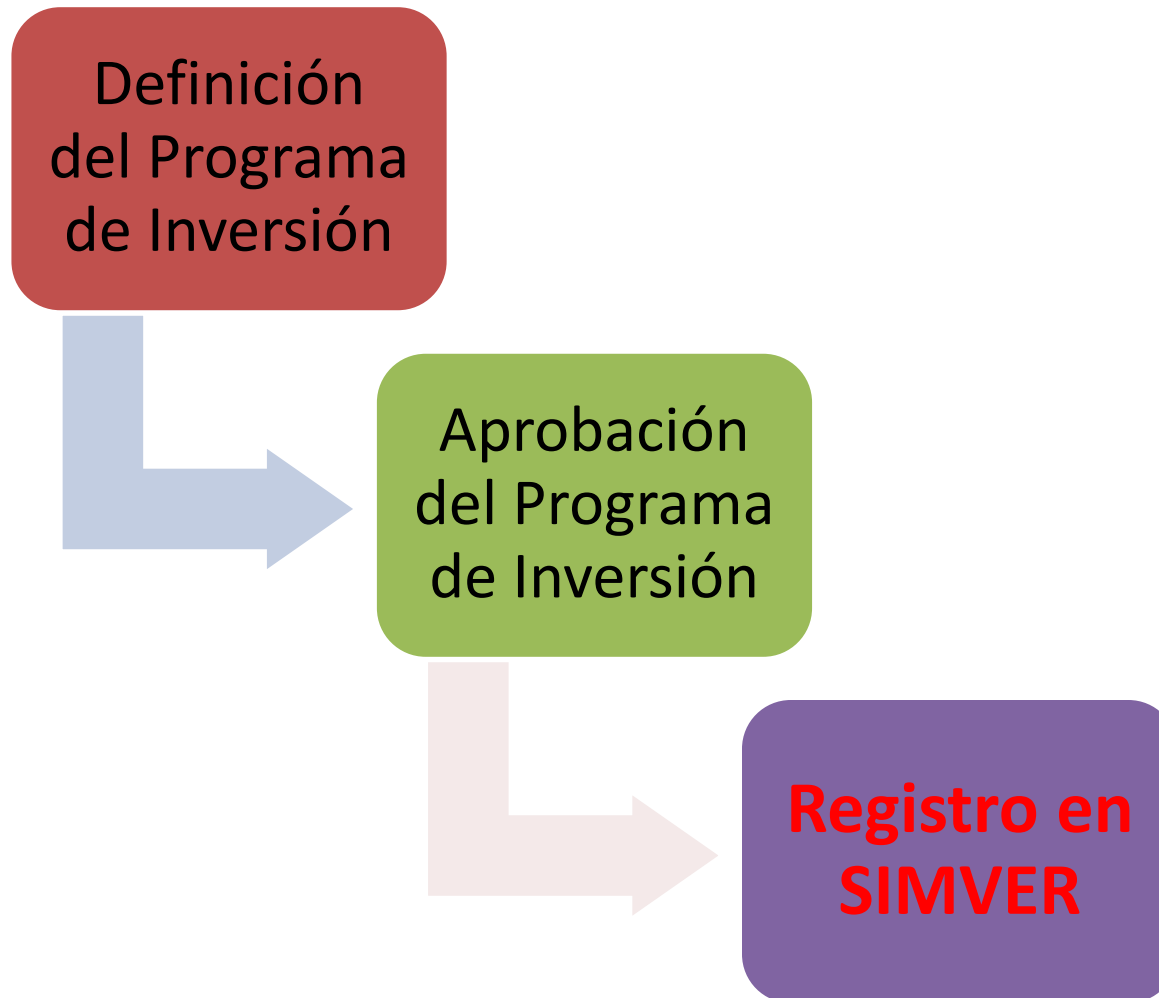 Definición
del Programa
de Inversión
Aprobación
del Programa
de Inversión
Registro en
SIMVER